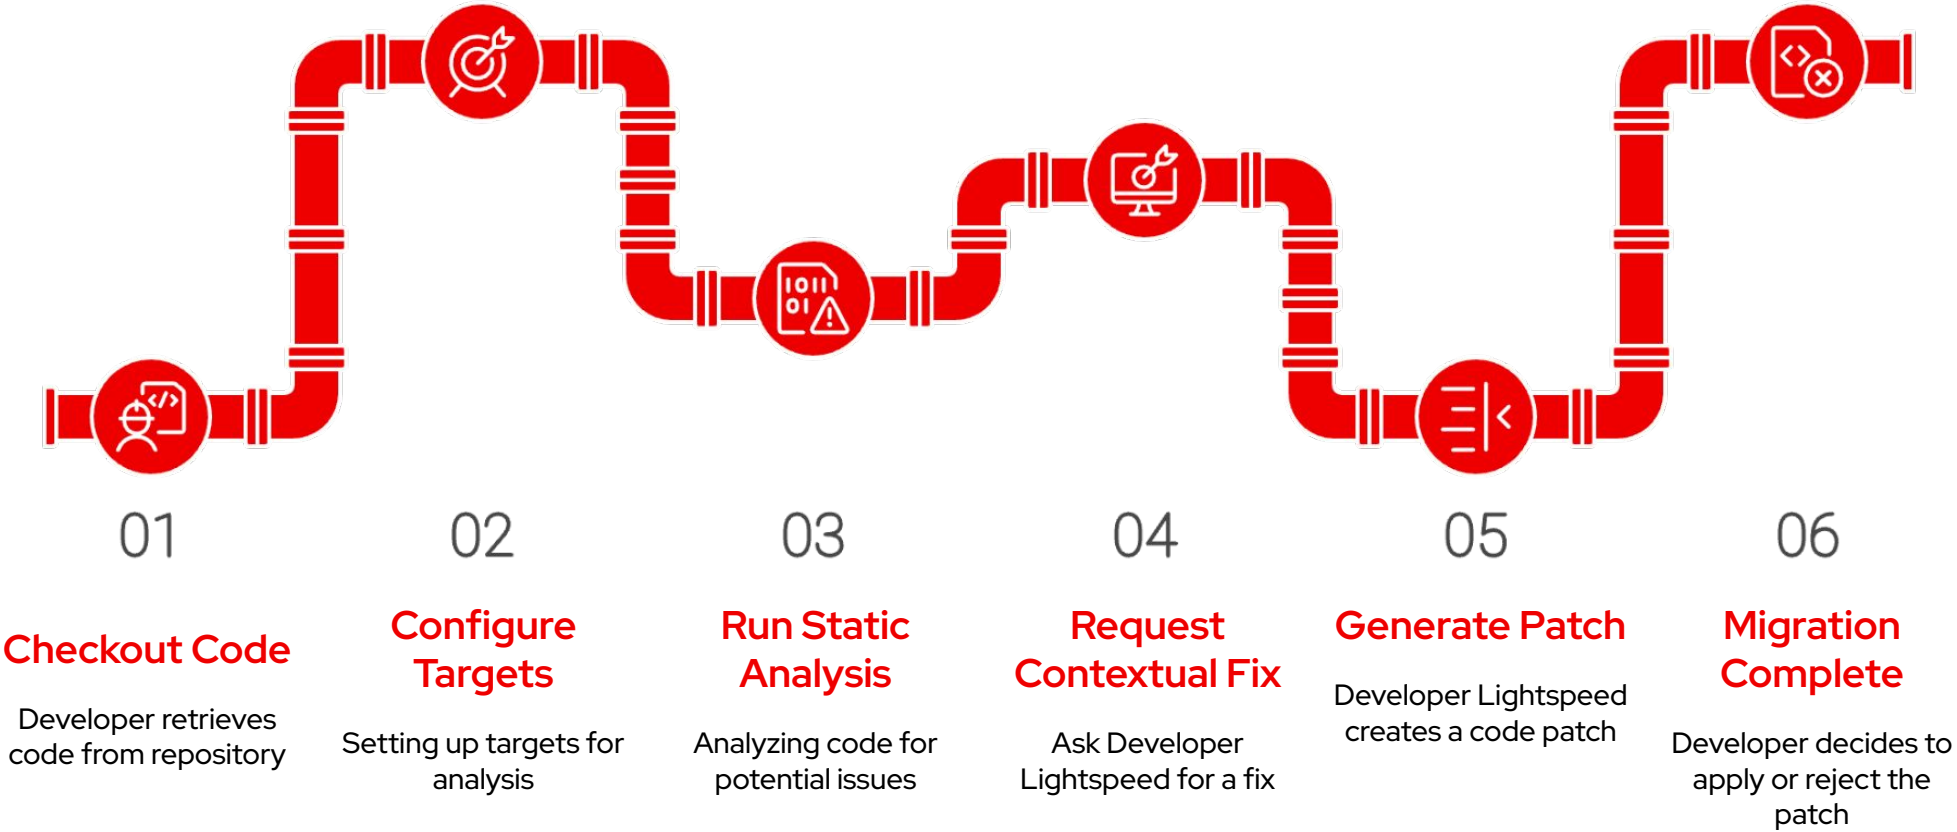 1011
01
</>
<>
01
02
03
04
05
06
Checkout Code
Developer retrieves
code from repository
Configure
Targets
Setting up targets for
analysis
Run Static
Analysis
Analyzing code for
potential issues
Request
Contextual Fix
Ask Developer
Lightspeed for a fix
Generate Patch
Developer Lightspeed
creates a code patch
Migration
Complete
Developer decides to
apply or reject the
patch